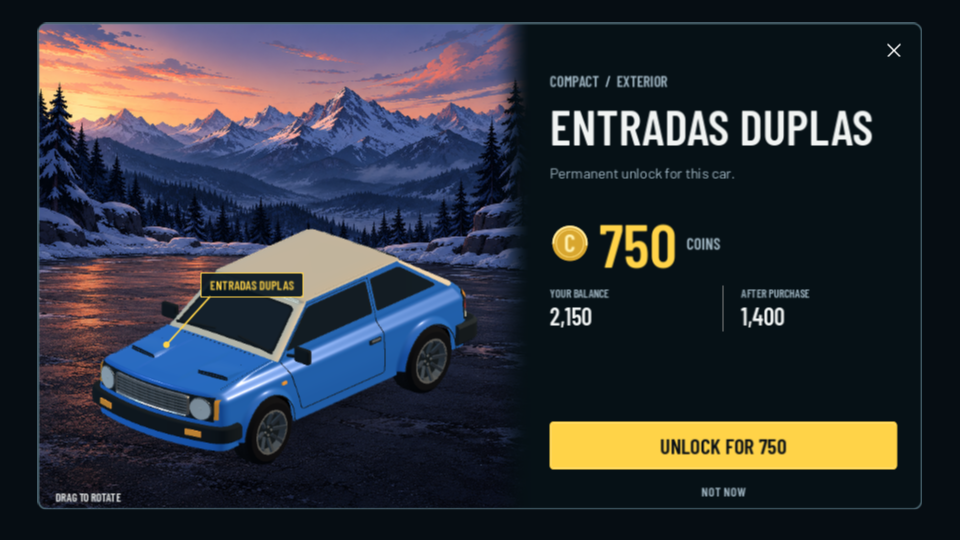 COMPACT / EXTERIOR
ENTRADAS DUPLAS
Permanent unlock for this car.
C 750 COINS
YOUR BALANCE
2,150
AFTER PURCHASE
1,400
UNLOCK FOR 750
NOT NOW
ENTRADAS DUPLAS
DRAG TO ROTATE